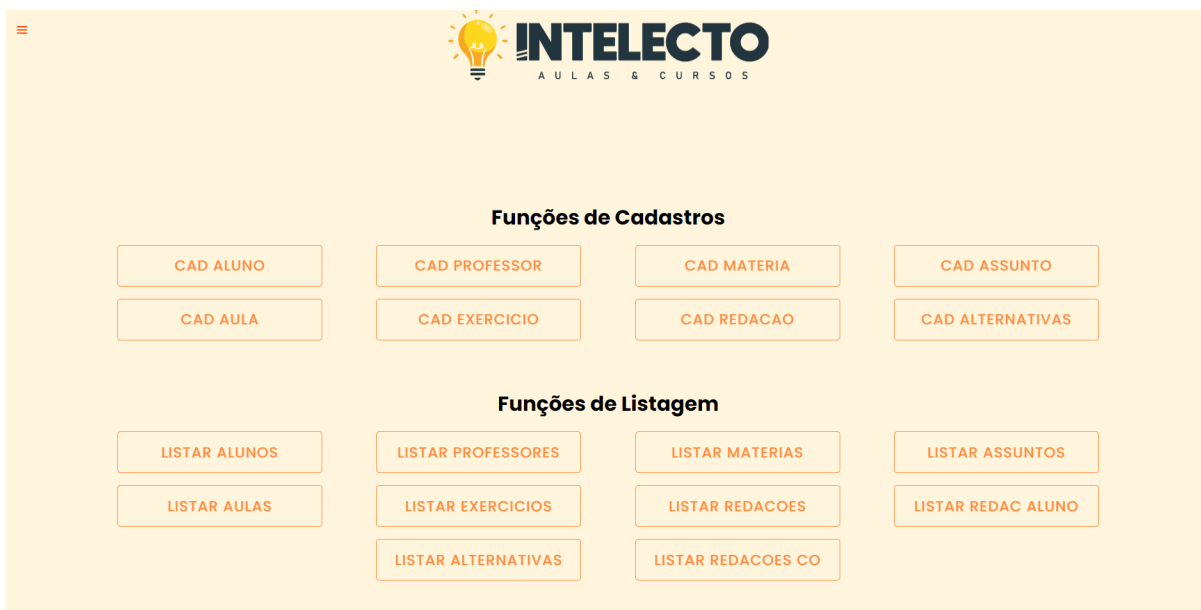 INTELECTO
AULAS & CURSOS
Funções de Cadastros
CAD ALUNO CAD PROFESSOR CAD MATERIA CAD ASSUNTO
CAD AULA CAD EXERCICIO CAD REDACAO CAD ALTERNATIVAS
Funções de Listagem
LISTAR ALUNOS LISTAR PROFESSORES LISTAR MATERIAS LISTAR ASSUNTOS
LISTAR AULAS LISTAR EXERCICIOS LISTAR REDACOES LISTAR REDAC ALUNO
LISTAR ALTERNATIVAS LISTAR REDACOES CO